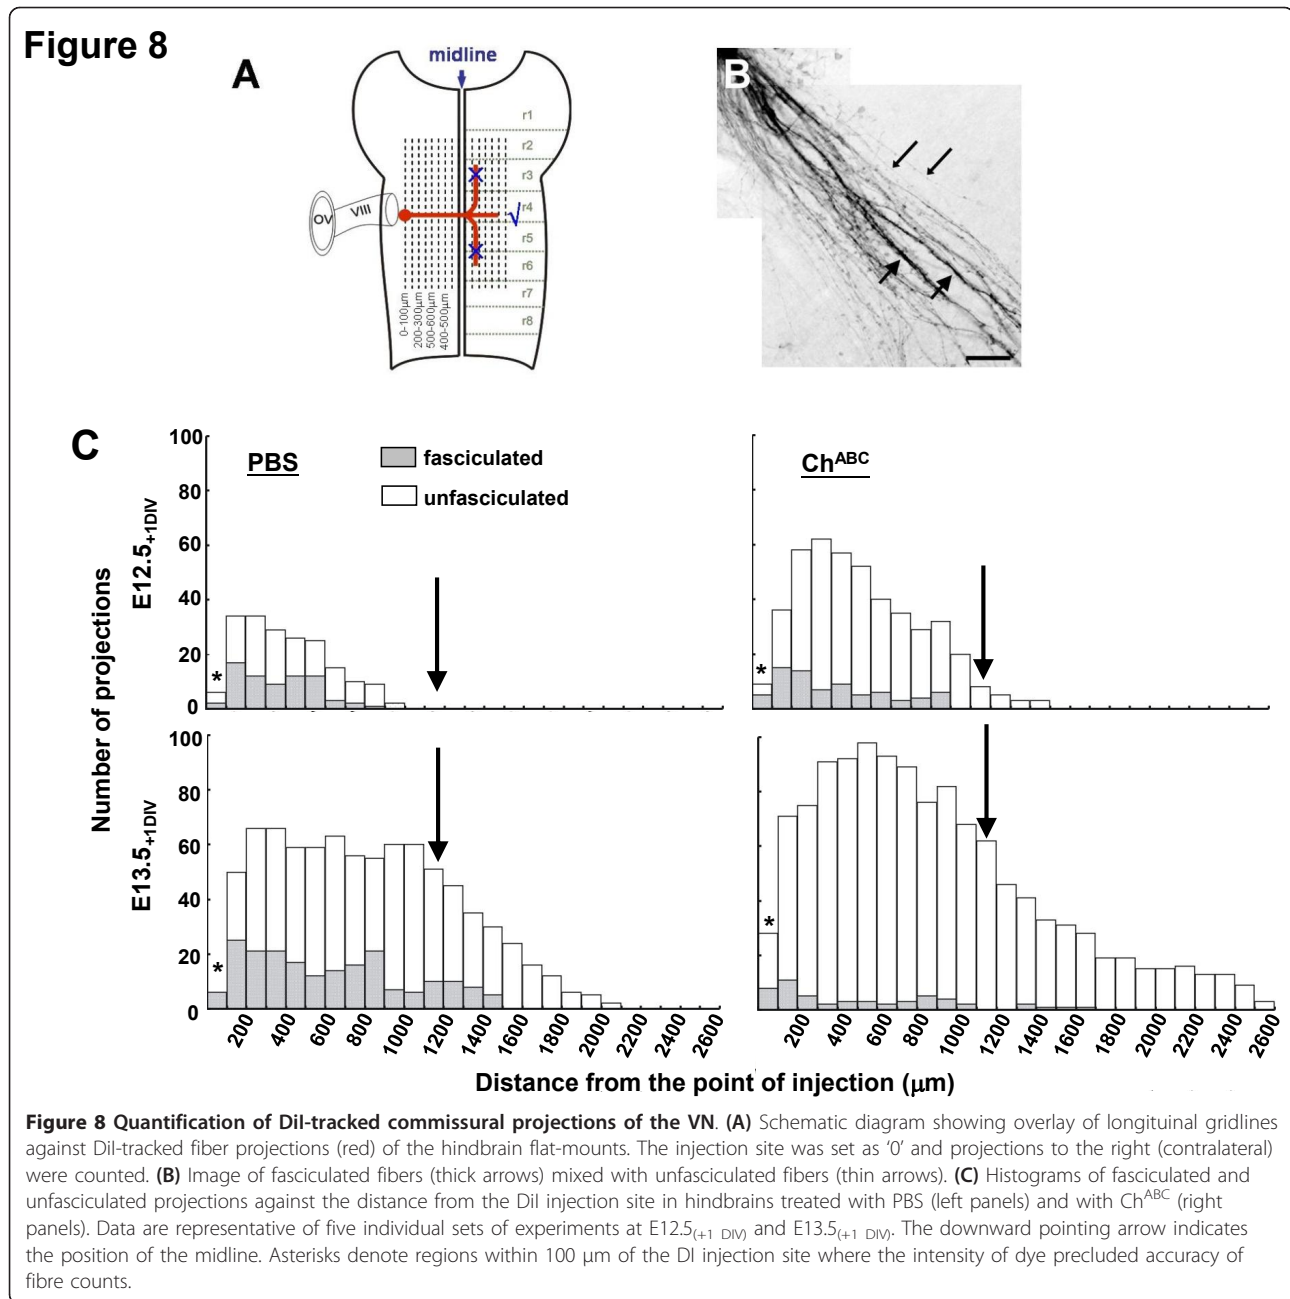 Figure 8
A
midline
r1
r2
r3
r4
r5
r6
r7
r8
OV
VIII
√
0-100µm
200-300µm
500-600µm
400-500µm
B
C
PBS
fasciculated
unfasciculated
Ch^ABC
Number of projections
E12.5+1DIV
100
80
60
40
20
0
*
*
E13.5+1DIV
100
80
60
40
20
0
*
*
200 400 600 800 1000 1200 1400 1600 1800 2000 2200 2400 2600
200 400 600 800 1000 1200 1400 1600 1800 2000 2200 2400 2600
Distance from the point of injection (µm)
Figure 8 Quantification of DiI-tracked commissural projections of the VN. (A) Schematic diagram showing overlay of longituinal gridlines
against DiI-tracked fiber projections (red) of the hindbrain flat-mounts. The injection site was set as ‘0’ and projections to the right (contralateral)
were counted. (B) Image of fasciculated fibers (thick arrows) mixed with unfasciculated fibers (thin arrows). (C) Histograms of fasciculated and
unfasciculated projections against the distance from the DiI injection site in hindbrains treated with PBS (left panels) and with Ch^ABC (right
panels). Data are representative of five individual sets of experiments at E12.5(+1 DIV) and E13.5(+1 DIV). The downward pointing arrow indicates
the position of the midline. Asterisks denote regions within 100 µm of the DI injection site where the intensity of dye precluded accuracy of
fibre counts.